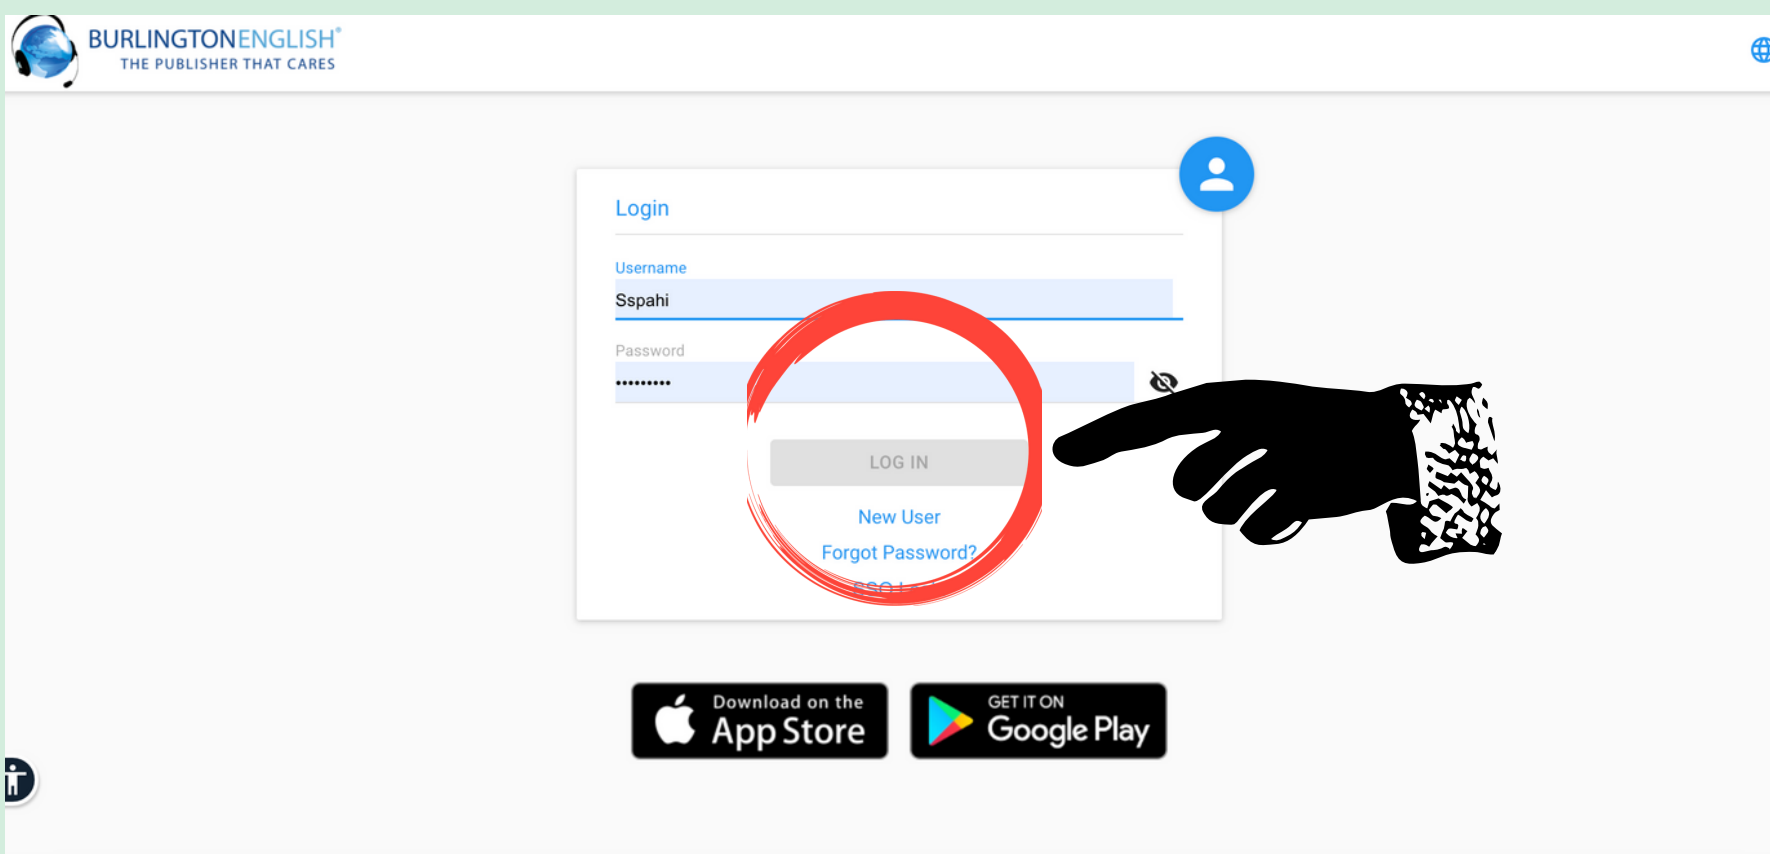 BURLINGTONENGLISH®
THE PUBLISHER THAT CARES
Login
Username
Sspahi
Password
•••••••••
LOG IN
New User
Forgot Password?
SSO
Download on the
App Store
GET IT ON
Google Play